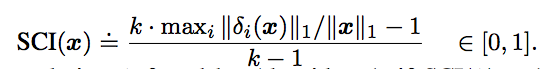 SCI(x) ≐ (k · max_i ‖δ_i(x)‖_1/‖x‖_1 − 1) / (k − 1) ∈ [0, 1].